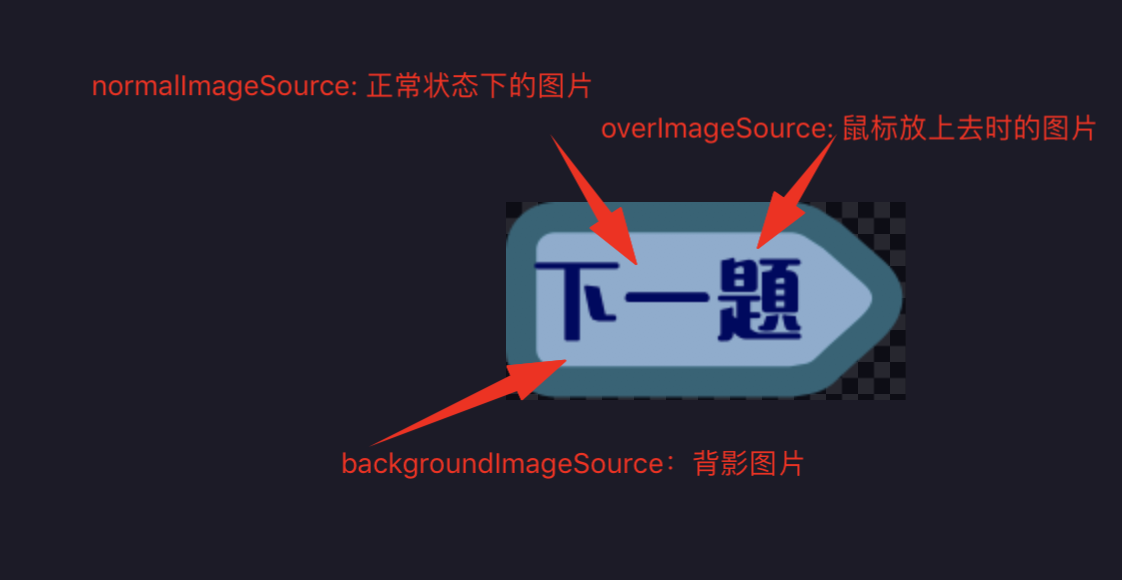 normalImageSource: 正常状态下的图片
overImageSource: 鼠标放上去时的图片
下一題
backgroundImageSource：背影图片